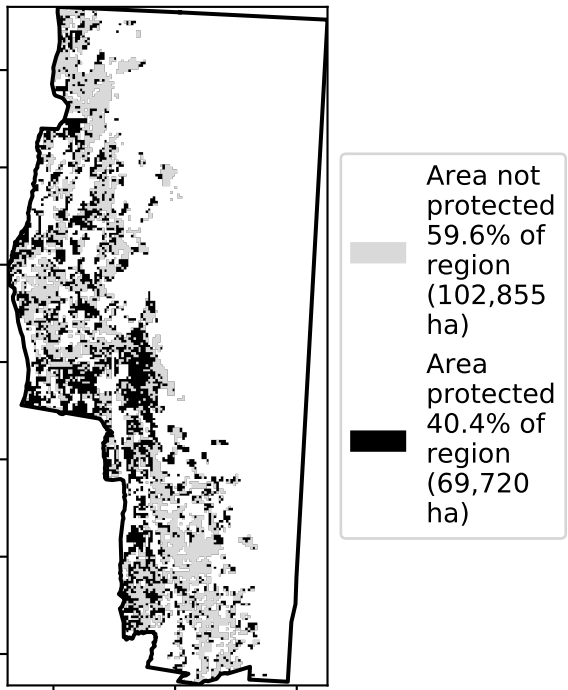 Area not
protected
59.6% of
region
(102,855
ha)
Area
protected
40.4% of
region
(69,720
ha)